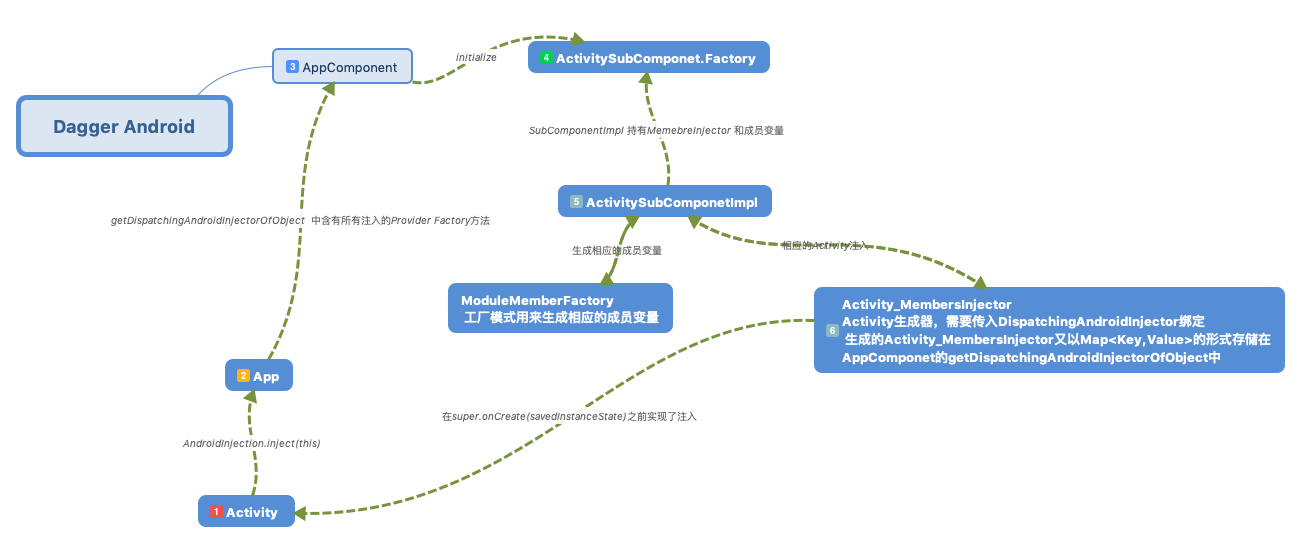 3 AppComponent
initialize
4 ActivitySubComponet.Factory
Dagger Android
SubComponentImpl 持有MemebreInjector 和成员变量
5 ActivitySubComponetImpl
getDispatchingAndroidInjectorOfObject 中含有所有注入的Provider Factory方法
生成相应的成员变量
相应的Activity注入
ModuleMemberFactory
工厂模式用来生成相应的成员变量
Activity_MembersInjector
Activity生成器，需要传入DispatchingAndroidInjector绑定
6 生成的Activity_MembersInjector又以Map<Key,Value>的形式存储在
AppComponet的getDispatchingAndroidInjectorOfObject中
2 App
在super.onCreate(savedInstanceState)之前实现了注入
AndroidInjection.inject(this)
1 Activity